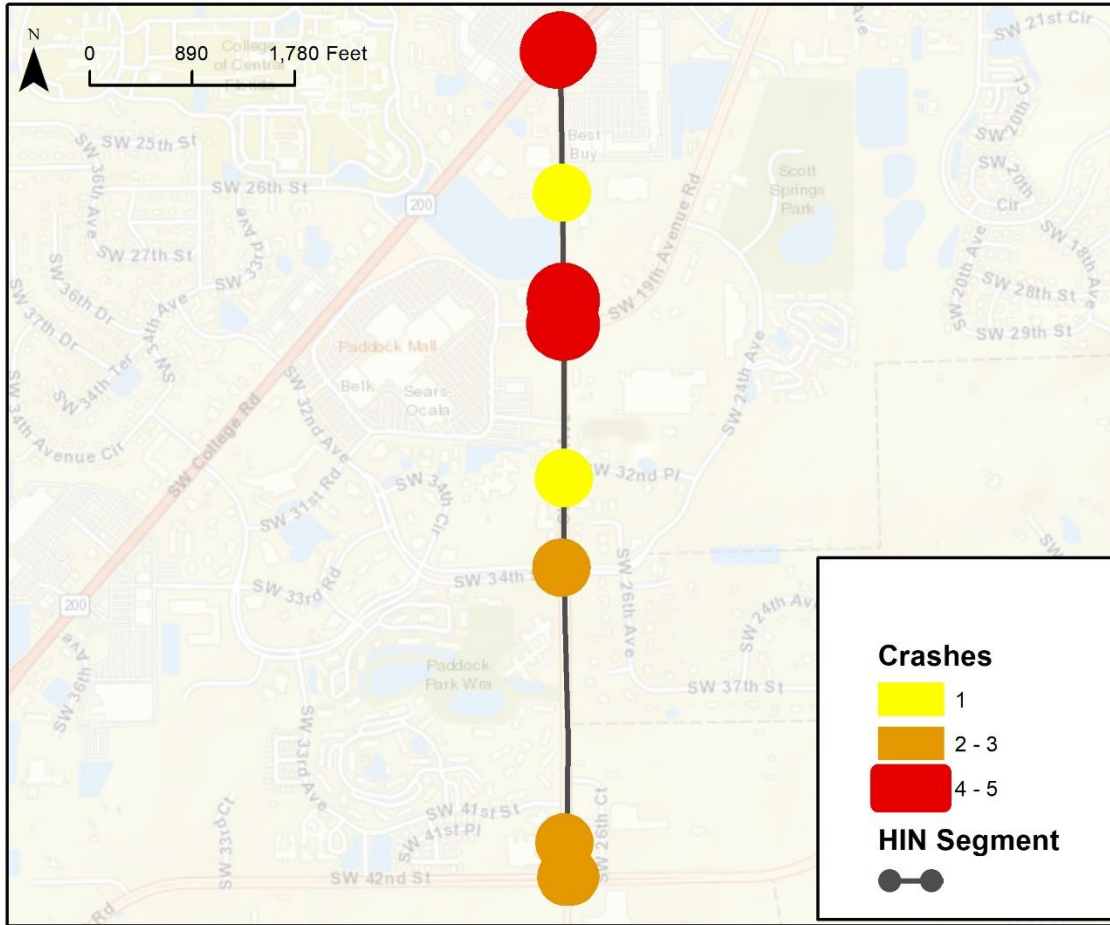 N
0 890 1,780 Feet
College
of Central
Florida
SW 21st Cir
SW 20th Ct
SW 25th St
SW 36th Ave
SW 26th St
Best
Buy
SW 20th
Cir
Scott
Springs
Park
200
SW 33rd Ave
SW 27th St
SW 19th Avenue Rd
SW 20th Ave
SW 18th Ave
SW 28th St
SW 29th St
SW 36th Dr
SW 37th Dr
SW 34th Ter
SW 34th Ave
SW 34th Avenue Cir
Paddock Mall
Belk
Sears-
Ocala
SW 32nd Ave
SW 24th Ave
SW College Rd
SW 31st Rd
SW 34th Cir
SW 32nd Pl
SW 33rd Rd
SW 34th
200
SW 26th Ave
SW 24th Ave
SW 36th Ave
Paddock
Park Wra
SW 37th St
SW 33rd Ave
SW 41st St
SW 41st Pl
SW 33rd Ct
SW 26th Ct
SW 42nd St
Rd
Crashes
1
2 - 3
4 - 5
HIN Segment